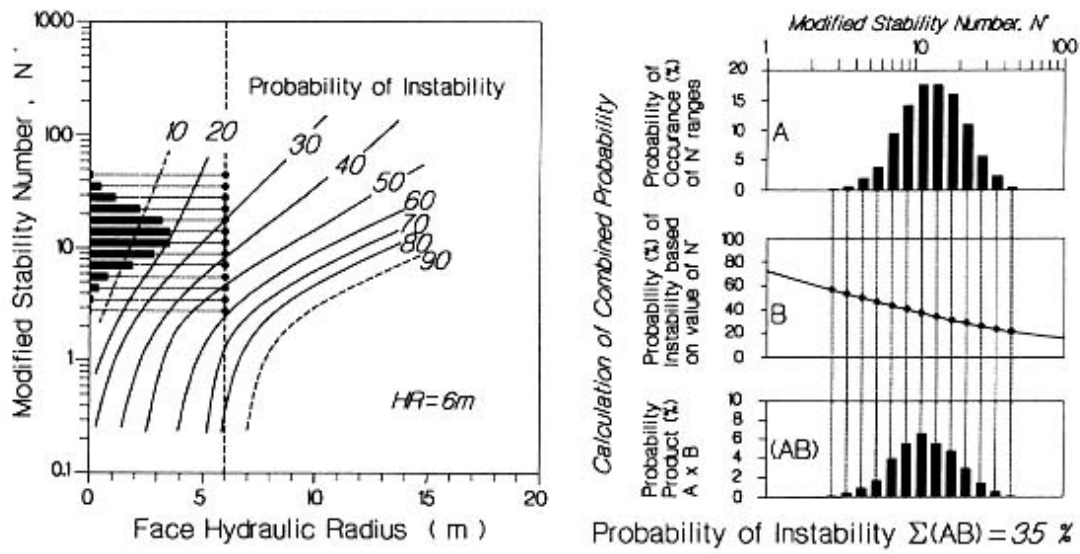 Modified Stability Number, N'
1000
100
10
1
0.1
Probability of Instability
10
20
30
40
50
60
70
80
90
HR=6m
0
5
10
15
20
Face Hydraulic Radius ( m )
Modified Stability Number, N'
1
10
100
Calculation of Combined Probability
Probability of
Occurance (%)
of N' ranges
20
15
10
5
0
A
Probability (%) of
Instability based
on value of N'
100
80
60
40
20
0
B
Probability
Product (%)
A x B
10
8
6
4
2
0
(AB)
Probability of Instability Σ(AB) = 35 %